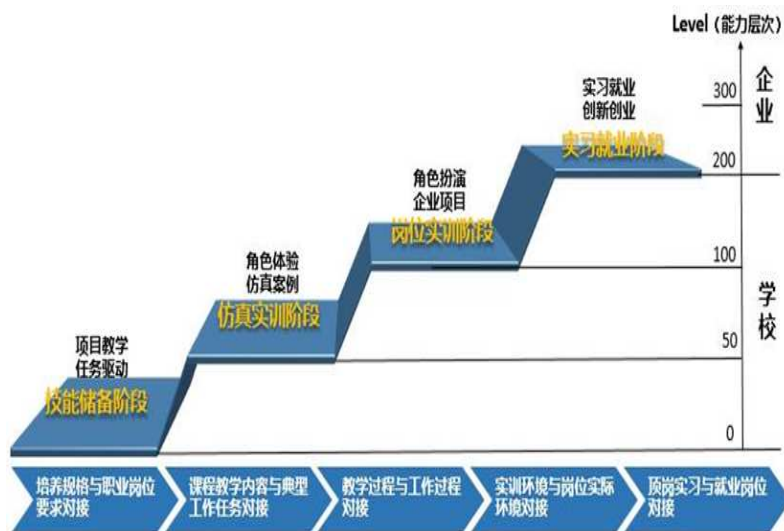 Level（能力层次）
企业
300
实习就业
创新创业
实习就业阶段
200
角色扮演
企业项目
岗位实训阶段
100
角色体验
仿真案例
仿真实训阶段
学校
50
项目教学
任务驱动
技能储备阶段
0
培养规格与职业岗位
要求对接
课程教学内容与典型
工作任务对接
教学过程与工作过程
对接
实训环境与岗位实际
环境对接
顶岗实习与就业岗位
对接